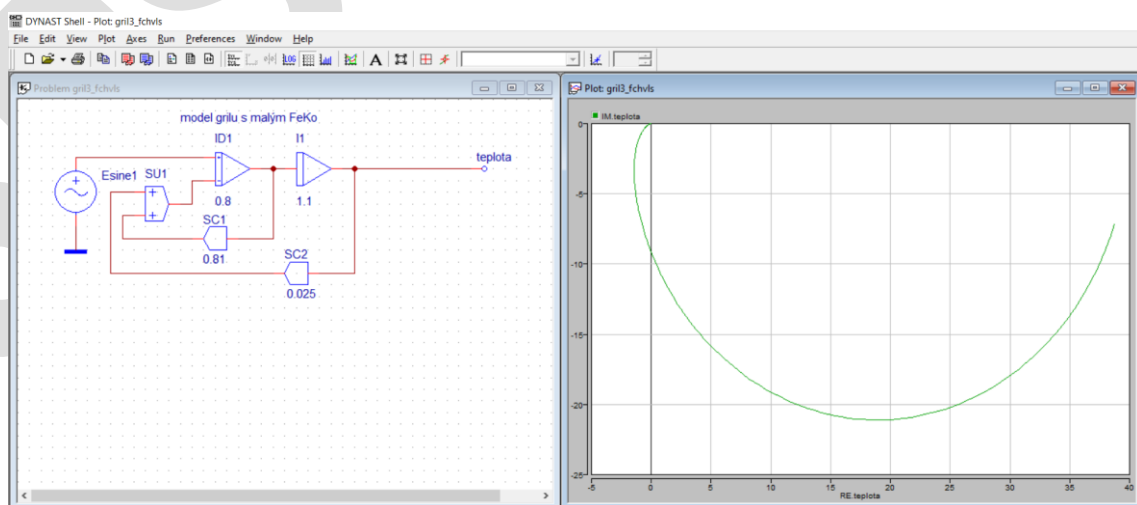 DYNAST Shell - Plot: gril3_fchvls
File Edit View Plot Axes Run Preferences Window Help
LOG A
Problem gril3_fchvls
model grilu s malým FeKo
ID1 I1
teplota
Esine1 SU1
0.8 1.1
SC1
0.81
SC2
0.025
Plot: gril3_fchvls
IM.teplota
0
-5
-10
-15
-20
-25
-5 0 5 10 15 20 25 30 35 40
RE.teplota